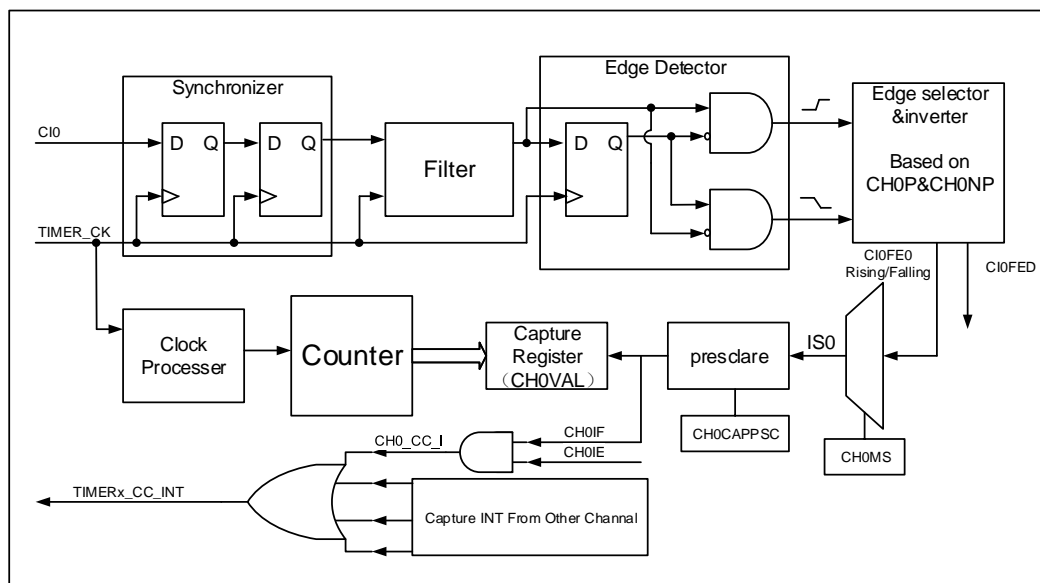 Edge Detector
Synchronizer
Edge selector
&inverter
Based on
CH0P&CH0NP
CI0
D Q
D Q
Filter
D Q
TIMER_CK
CI0FE0
Rising/Falling
CI0FED
Clock
Processer
Counter
Capture
Register
（CH0VAL）
presclare
IS0
CH0CAPPSC
CH0MS
CH0_CC_I
CH0IF
CH0IE
TIMERx_CC_INT
Capture INT From Other Channel